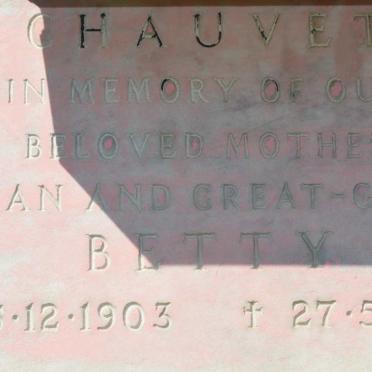 CHAUVET
IN MEMORY OF OU
BELOVED MOTHE
AN AND GREAT-G
BETTY
·12·1903 † 27·5